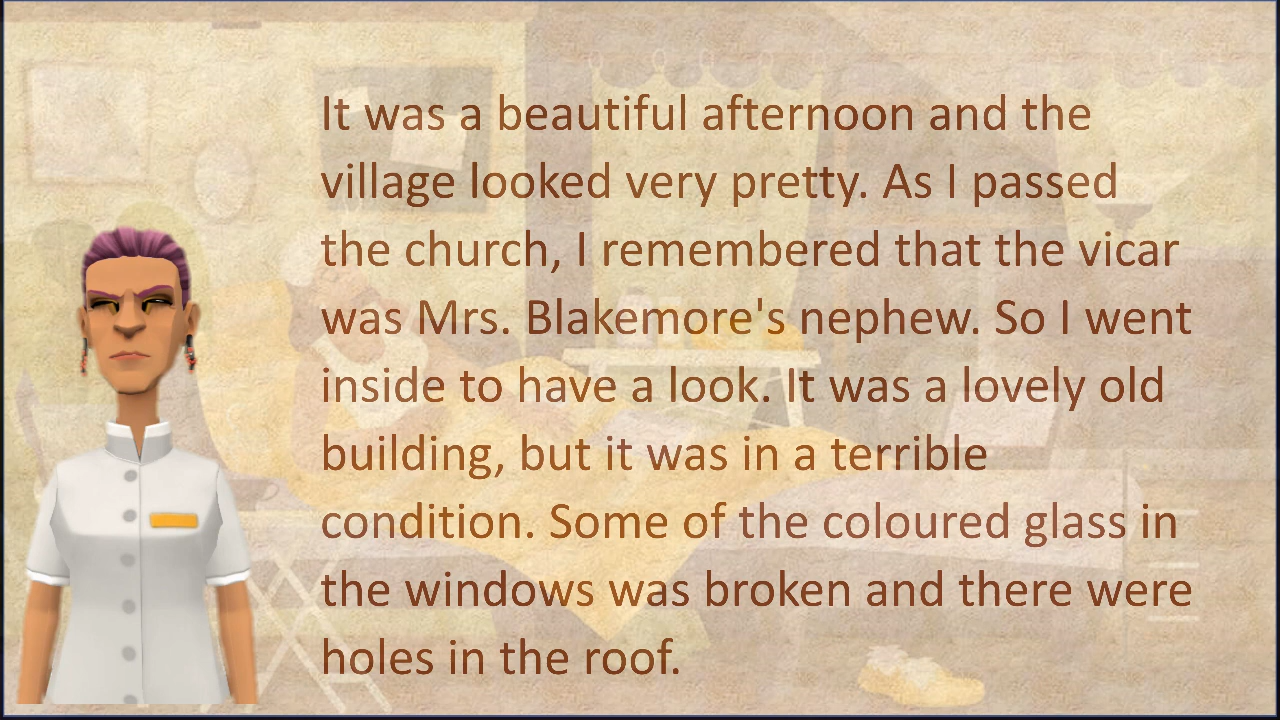 It was a beautiful afternoon and the
village looked very pretty. As I passed
the church, I remembered that the vicar
was Mrs. Blakemore's nephew. So I went
inside to have a look. It was a lovely old
building, but it was in a terrible
condition. Some of the coloured glass in
the windows was broken and there were
holes in the roof.